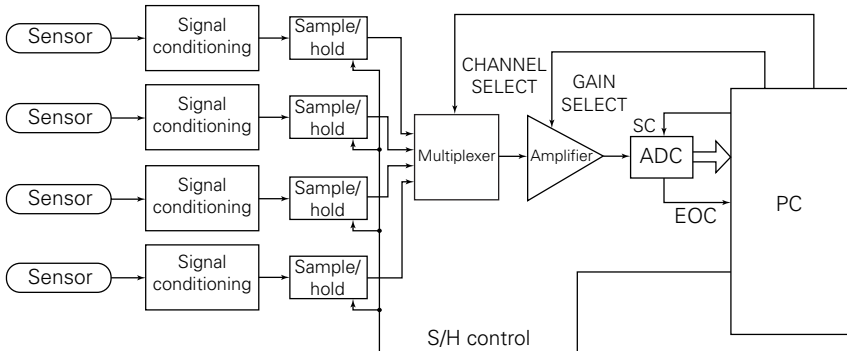 Sensor
Signal
conditioning
Sample/
hold
Sensor
Signal
conditioning
Sample/
hold
Sensor
Signal
conditioning
Sample/
hold
Sensor
Signal
conditioning
Sample/
hold
CHANNEL
SELECT
GAIN
SELECT
Multiplexer
Amplifier
SC
ADC
EOC
PC
S/H control